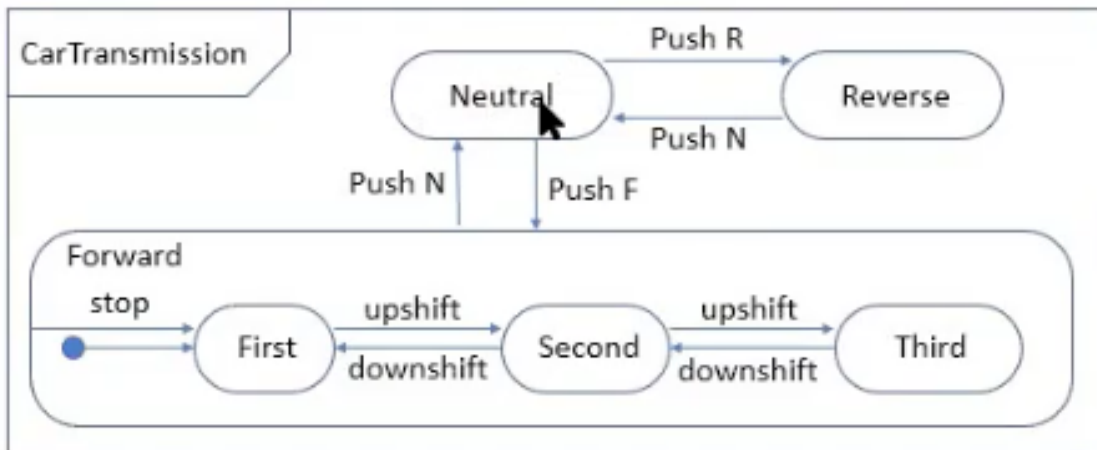 CarTransmission
Push R
Neutral
Reverse
Push N
Push N
Push F
Forward
stop
upshift
upshift
First
Second
Third
downshift
downshift